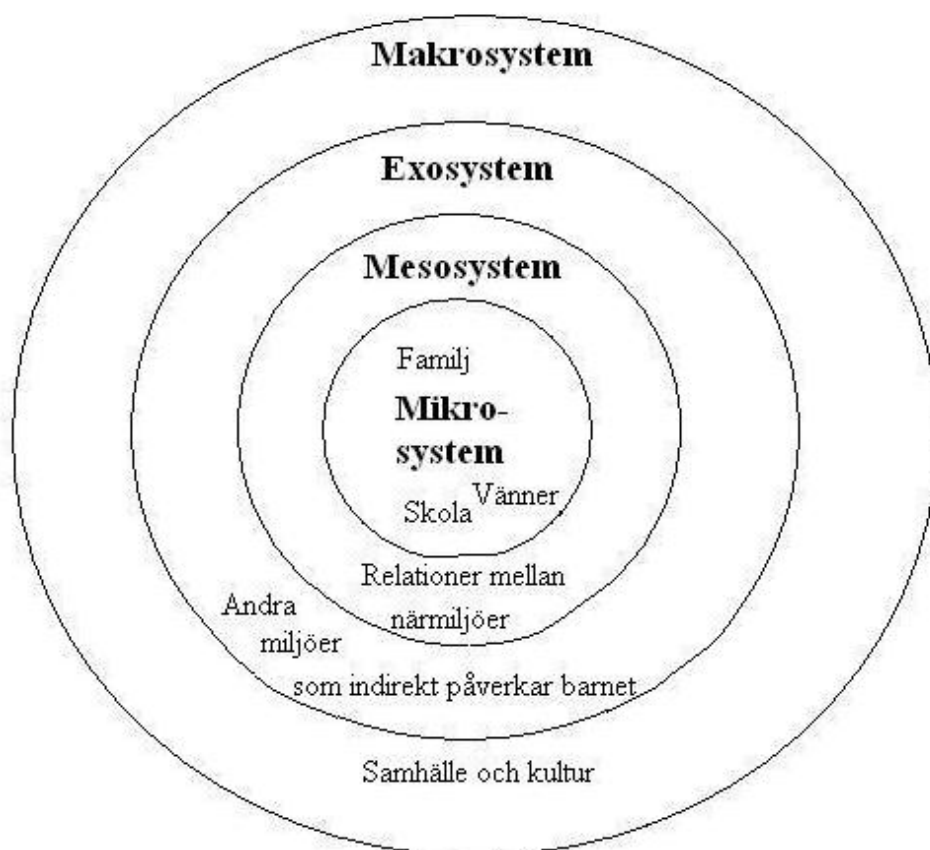 Makrosystem
Exosystem
Mesosystem
Familj
Mikro-
system
Skola Vänner
Relationer mellan
närmiljöer
Andra
miljöer
som indirekt påverkar barnet
Samhälle och kultur